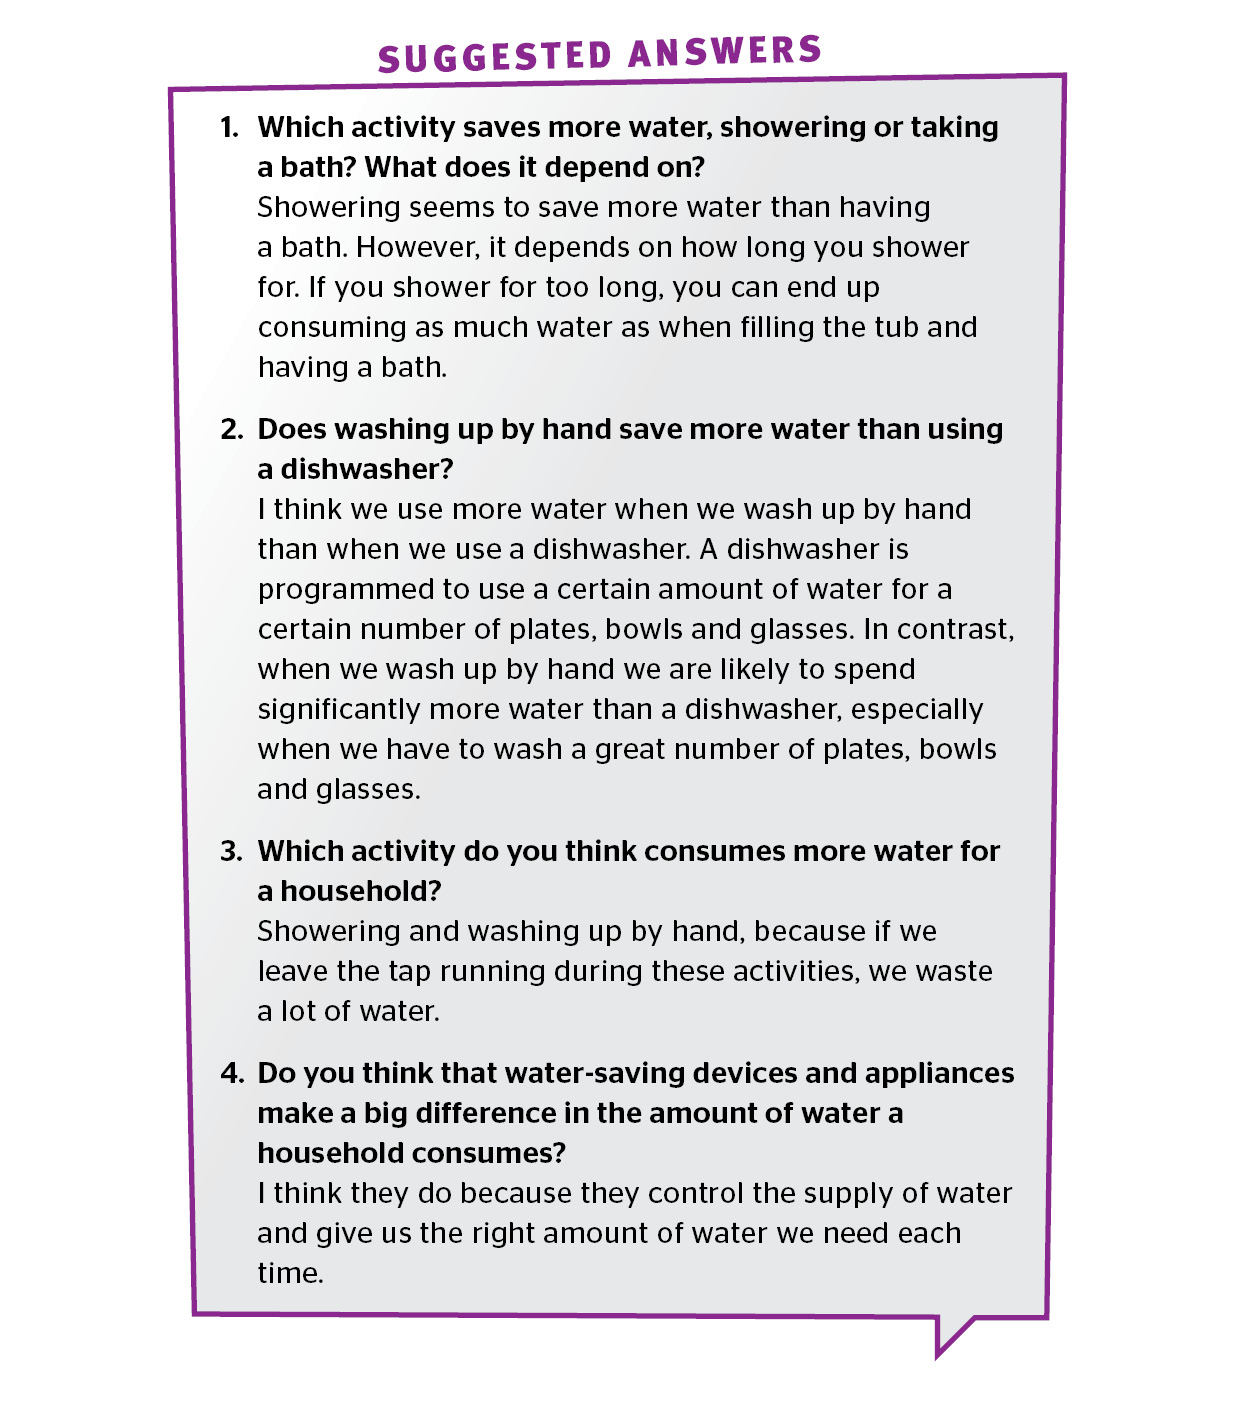 SUGGESTED ANSWERS
1. Which activity saves more water, showering or taking
a bath? What does it depend on?
Showering seems to save more water than having
a bath. However, it depends on how long you shower
for. If you shower for too long, you can end up
consuming as much water as when filling the tub and
having a bath.
2. Does washing up by hand save more water than using
a dishwasher?
I think we use more water when we wash up by hand
than when we use a dishwasher. A dishwasher is
programmed to use a certain amount of water for a
certain number of plates, bowls and glasses. In contrast,
when we wash up by hand we are likely to spend
significantly more water than a dishwasher, especially
when we have to wash a great number of plates, bowls
and glasses.
3. Which activity do you think consumes more water for
a household?
Showering and washing up by hand, because if we
leave the tap running during these activities, we waste
a lot of water.
4. Do you think that water-saving devices and appliances
make a big difference in the amount of water a
household consumes?
I think they do because they control the supply of water
and give us the right amount of water we need each
time.